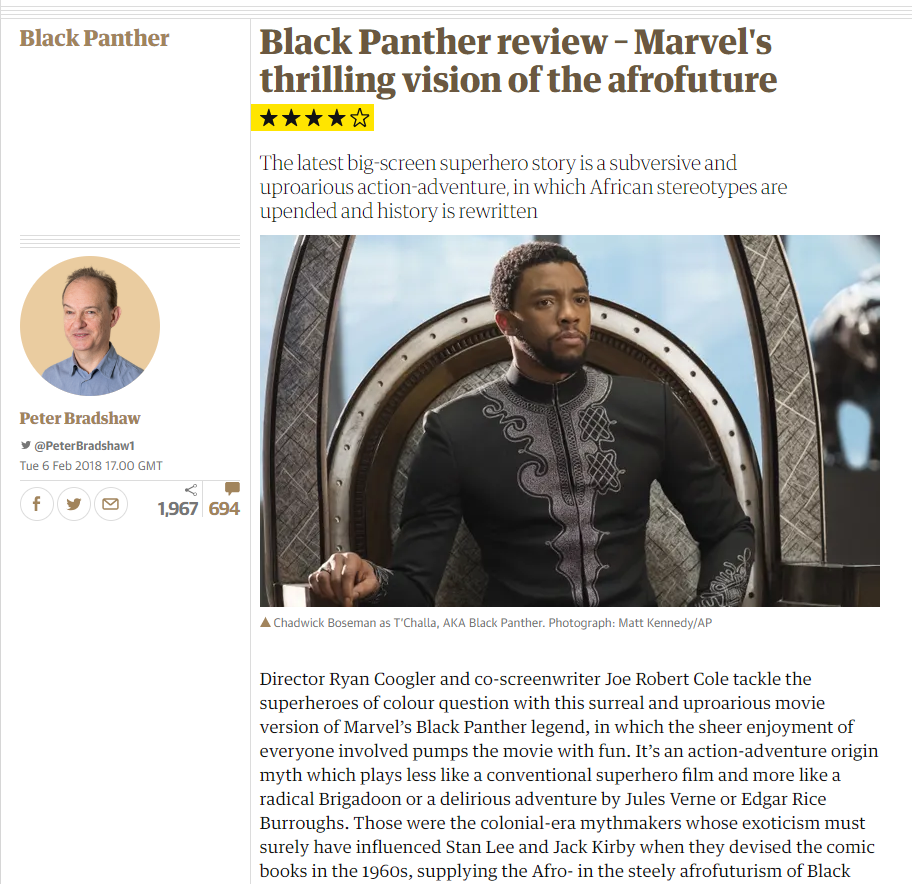 Black Panther
Black Panther review – Marvel's
thrilling vision of the afrofuture
★★★★☆
The latest big-screen superhero story is a subversive and
uproarious action-adventure, in which African stereotypes are
upended and history is rewritten
Peter Bradshaw
@PeterBradshaw1
Tue 6 Feb 2018 17.00 GMT
1,967 694
Chadwick Boseman as T'Challa, AKA Black Panther. Photograph: Matt Kennedy/AP
Director Ryan Coogler and co-screenwriter Joe Robert Cole tackle the
superheroes of colour question with this surreal and uproarious movie
version of Marvel's Black Panther legend, in which the sheer enjoyment of
everyone involved pumps the movie with fun. It's an action-adventure origin
myth which plays less like a conventional superhero film and more like a
radical Brigadoon or a delirious adventure by Jules Verne or Edgar Rice
Burroughs. Those were the colonial-era mythmakers whose exoticism must
surely have influenced Stan Lee and Jack Kirby when they devised the comic
books in the 1960s, supplying the Afro- in the steely afrofuturism of Black